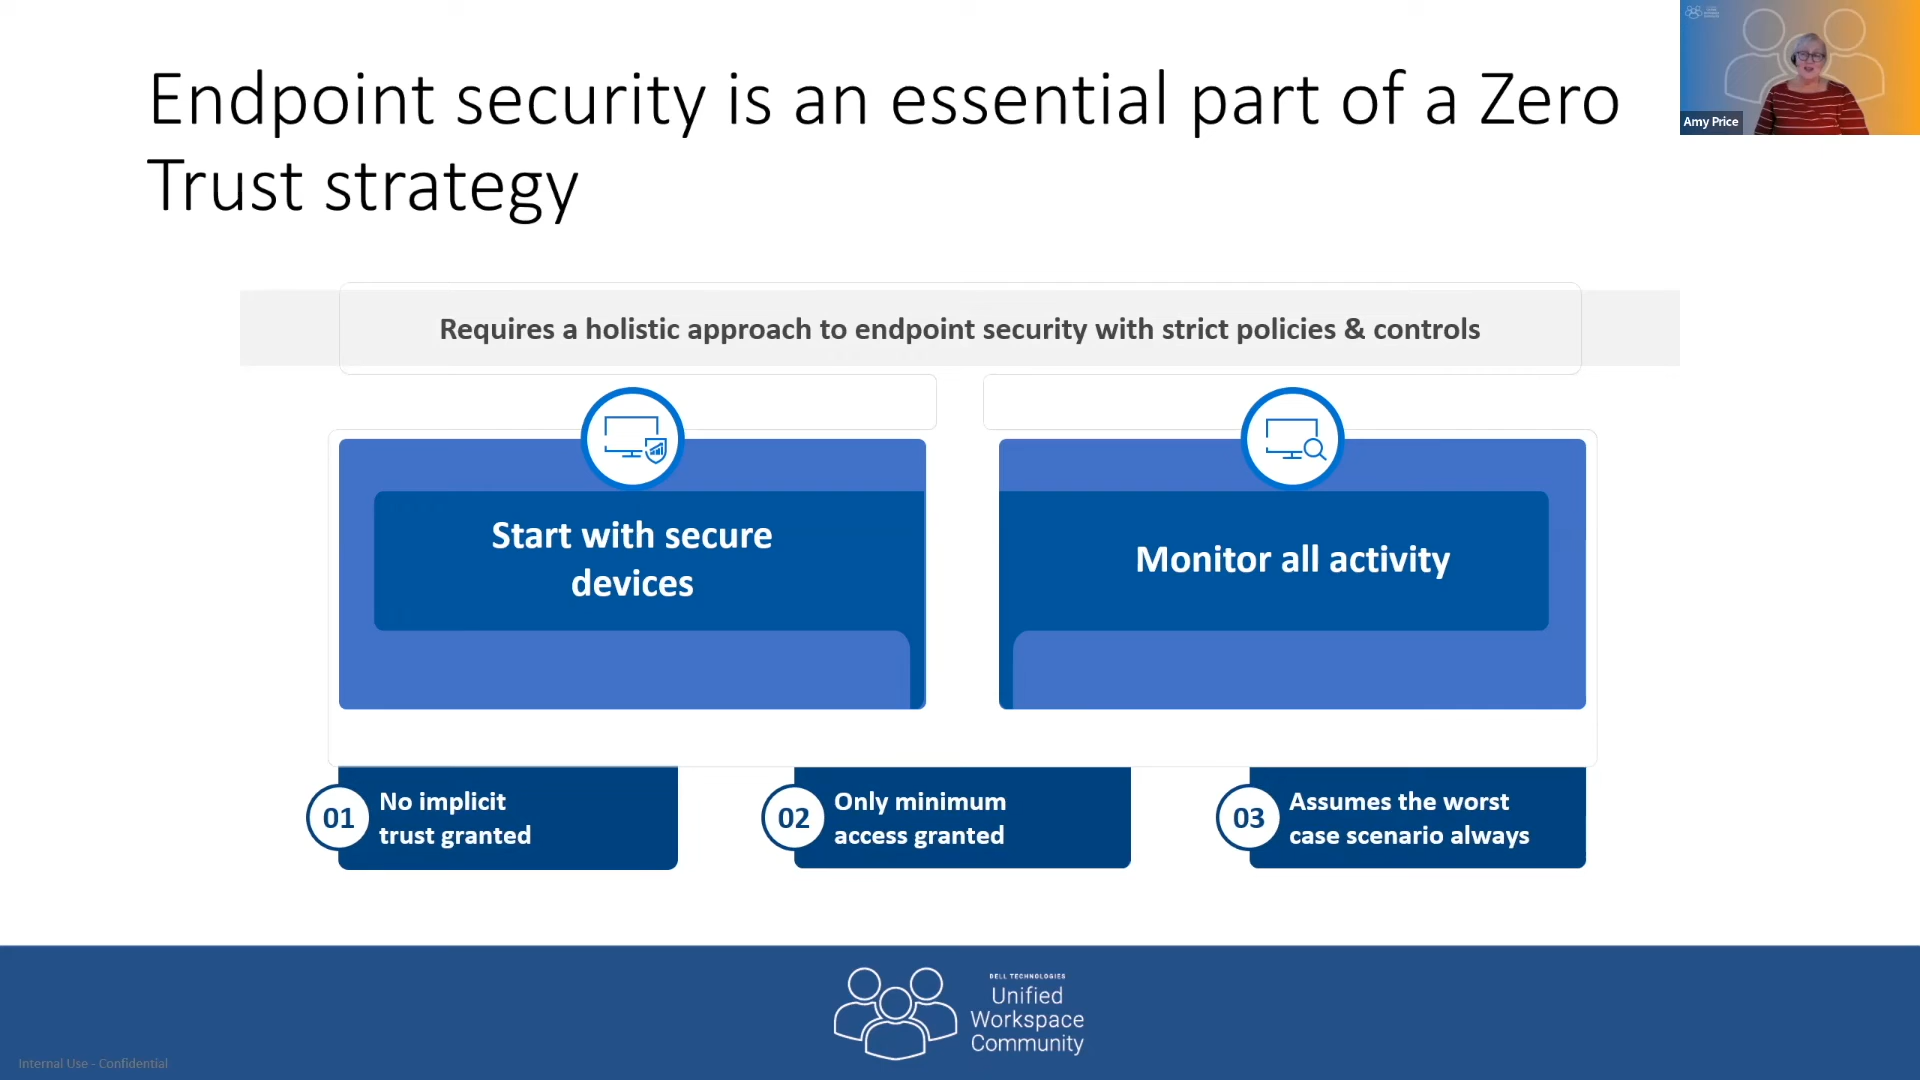 Endpoint security is an essential part of a Zero
Trust strategy
Amy Price
Requires a holistic approach to endpoint security with strict policies & controls
Start with secure
devices
Monitor all activity
01
No implicit
trust granted
02
Only minimum
access granted
03
Assumes the worst
case scenario always
DELL TECHNOLOGIES
Unified
Workspace
Community
Internal Use - Confidential